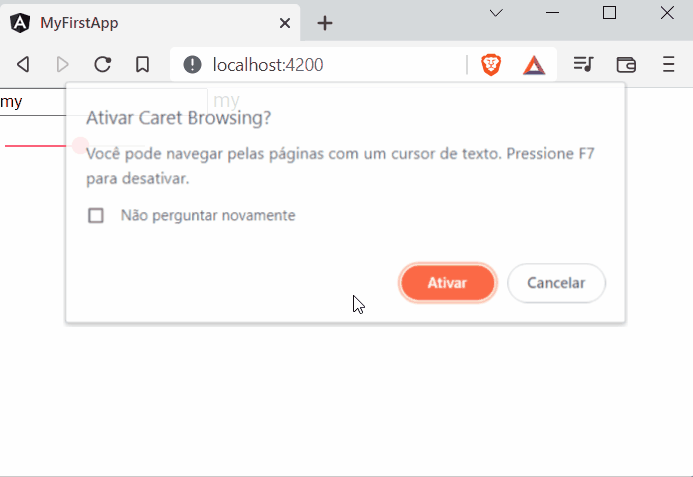 MyFirstApp
localhost:4200
my
my
Ativar Caret Browsing?
Você pode navegar pelas páginas com um cursor de texto. Pressione F7
para desativar.
Não perguntar novamente
Ativar
Cancelar